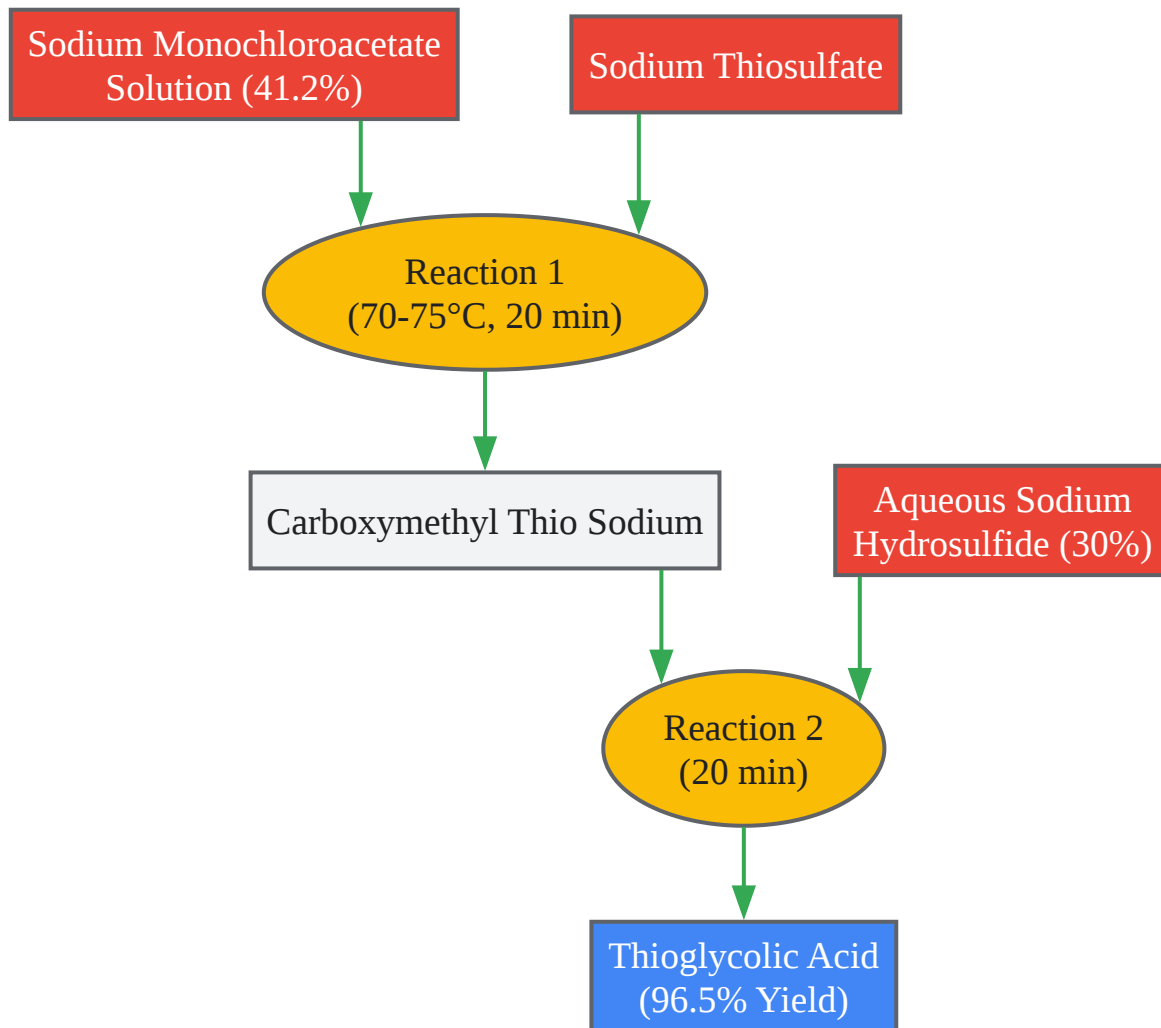 Sodium Monochloroacetate
Solution (41.2%)
Sodium Thiosulfate
Reaction 1
(70-75°C, 20 min)
Carboxymethyl Thio Sodium
Aqueous Sodium
Hydrosulfide (30%)
Reaction 2
(20 min)
Thioglycolic Acid
(96.5% Yield)